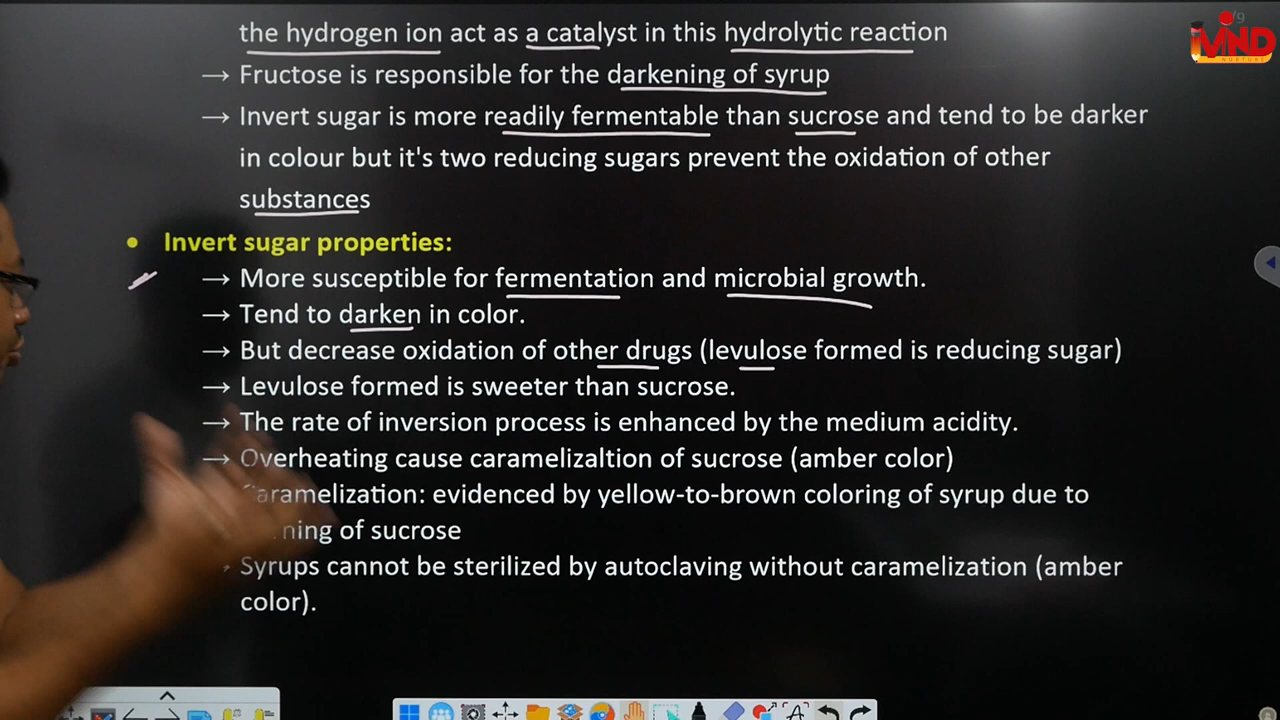 the hydrogen ion act as a catalyst in this hydrolytic reaction
→ Fructose is responsible for the darkening of syrup
→ Invert sugar is more readily fermentable than sucrose and tend to be darker
in colour but it's two reducing sugars prevent the oxidation of other
substances
• Invert sugar properties:
→ More susceptible for fermentation and microbial growth.
→ Tend to darken in color.
→ But decrease oxidation of other drugs (levulose formed is reducing sugar)
→ Levulose formed is sweeter than sucrose.
→ The rate of inversion process is enhanced by the medium acidity.
→ Overheating cause caramelizaltion of sucrose (amber color)
Caramelization: evidenced by yellow-to-brown coloring of syrup due to
of sucrose
Syrups cannot be sterilized by autoclaving without caramelization (amber
color).
/9
MIND
NURTURE